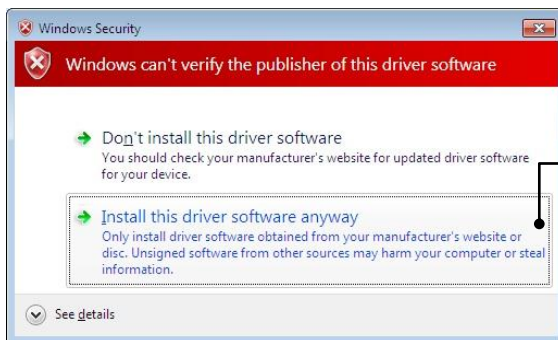 Windows Security
Windows can't verify the publisher of this driver software
Don't install this driver software
You should check your manufacturer's website for updated driver software
for your device.
Install this driver software anyway
Only install driver software obtained from your manufacturer's website or
disc. Unsigned software from other sources may harm your computer or steal
information.
See details